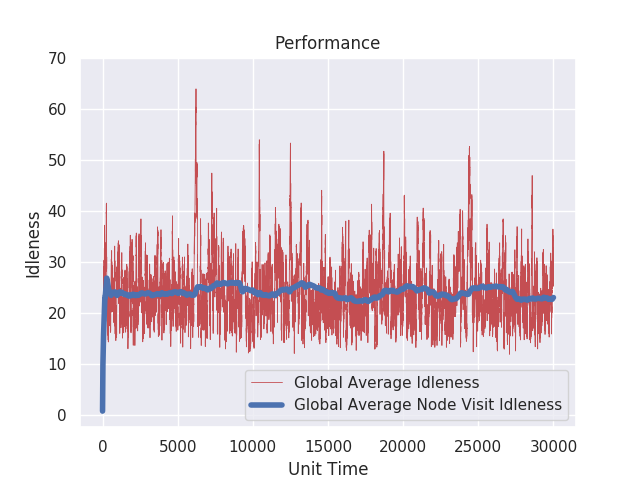 Performance
Idleness
70
60
50
40
30
20
10
0
0 5000 10000 15000 20000 25000 30000
Unit Time
Global Average Idleness
Global Average Node Visit Idleness